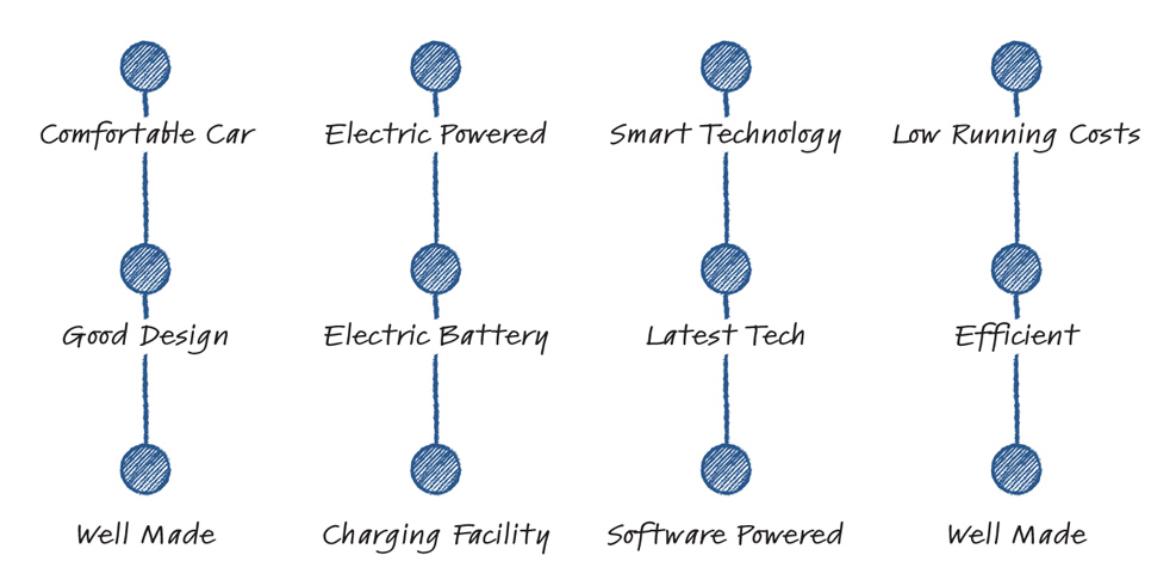 Comfortable Car
Electric Powered
Smart Technology
Low Running Costs
Good Design
Electric Battery
Latest Tech
Efficient
Well Made
Charging Facility
Software Powered
Well Made